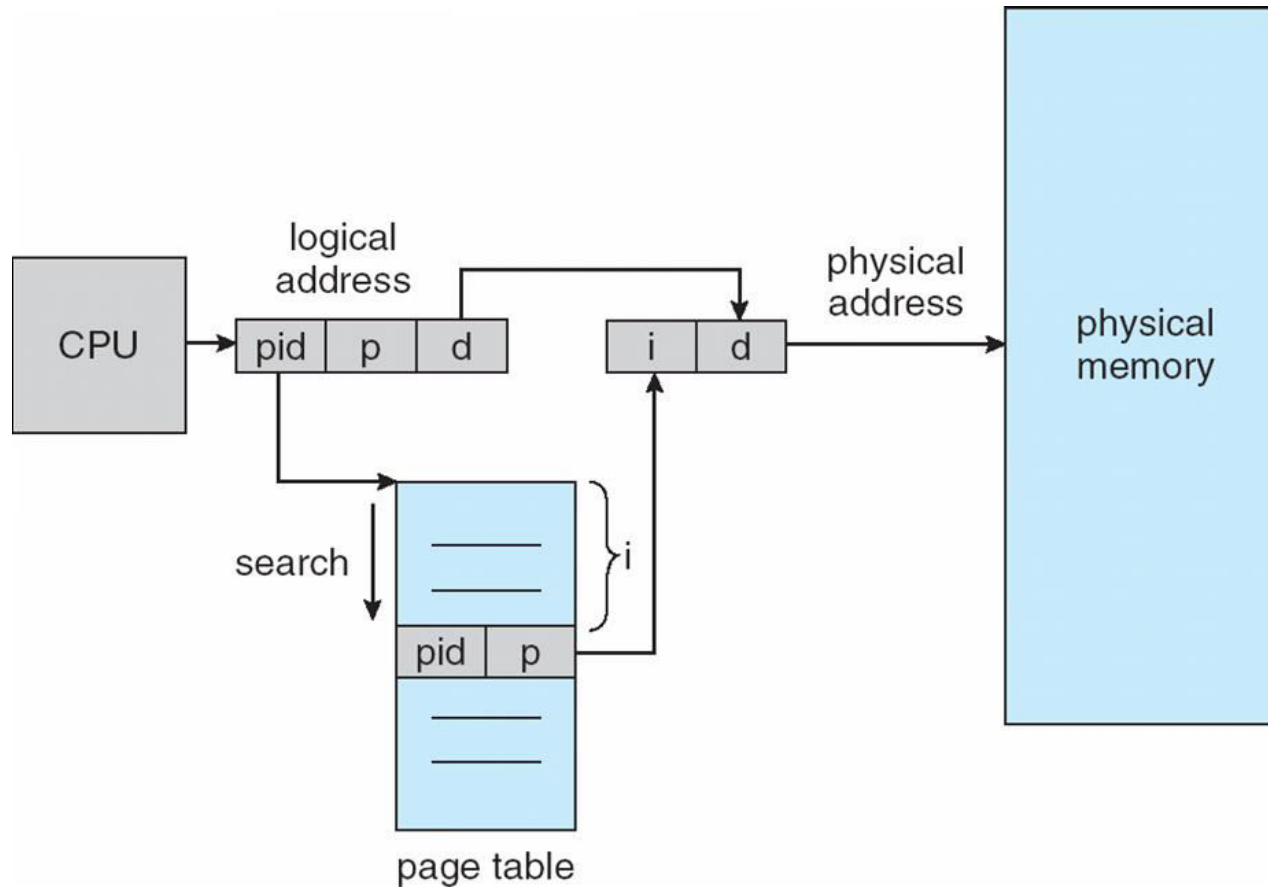 logical
address
physical
address
CPU
pid p d
i d
physical
memory
search
i
pid p
page table